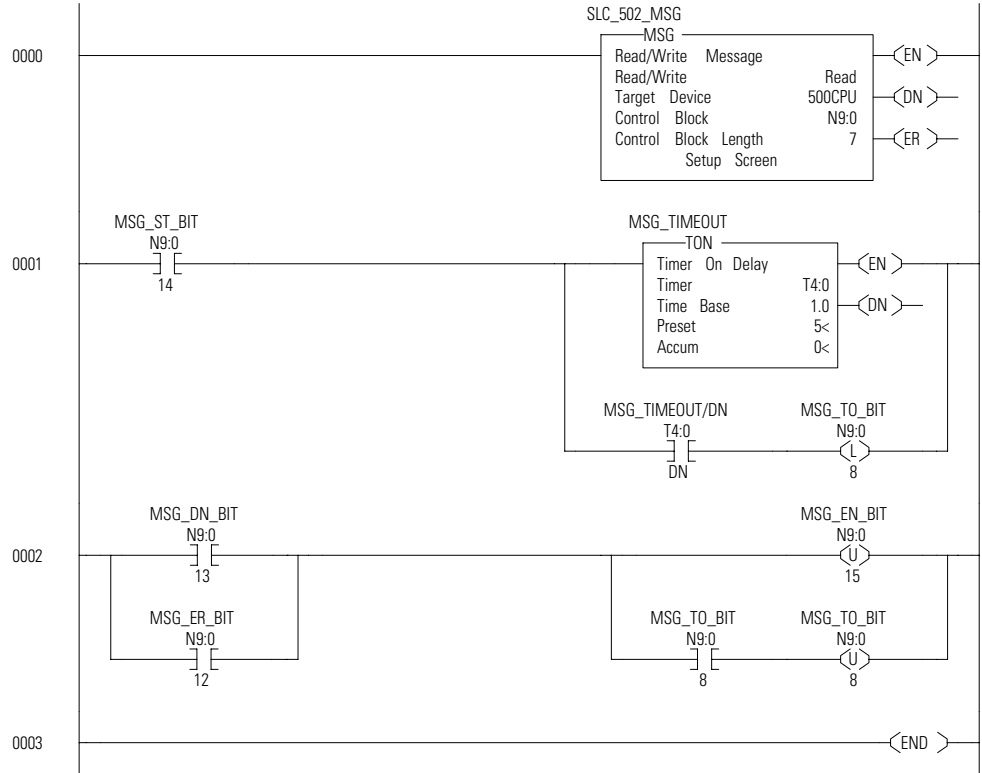 SLC_502_MSG
MSG
0000
Read/Write Message
EN
Read/Write Read
Target Device 500CPU
DN
Control Block N9:0
Control Block Length 7
ER
Setup Screen
MSG_ST_BIT
N9:0
14
0001
MSG_TIMEOUT
TON
Timer On Delay
EN
Timer T4:0
Time Base 1.0
DN
Preset 5<
Accum 0<
MSG_TIMEOUT/DN
T4:0
DN
MSG_TO_BIT
N9:0
L
8
MSG_DN_BIT
N9:0
13
0002
MSG_EN_BIT
N9:0
U
15
MSG_ER_BIT
N9:0
12
MSG_TO_BIT
N9:0
8
MSG_TO_BIT
N9:0
U
8
0003
END